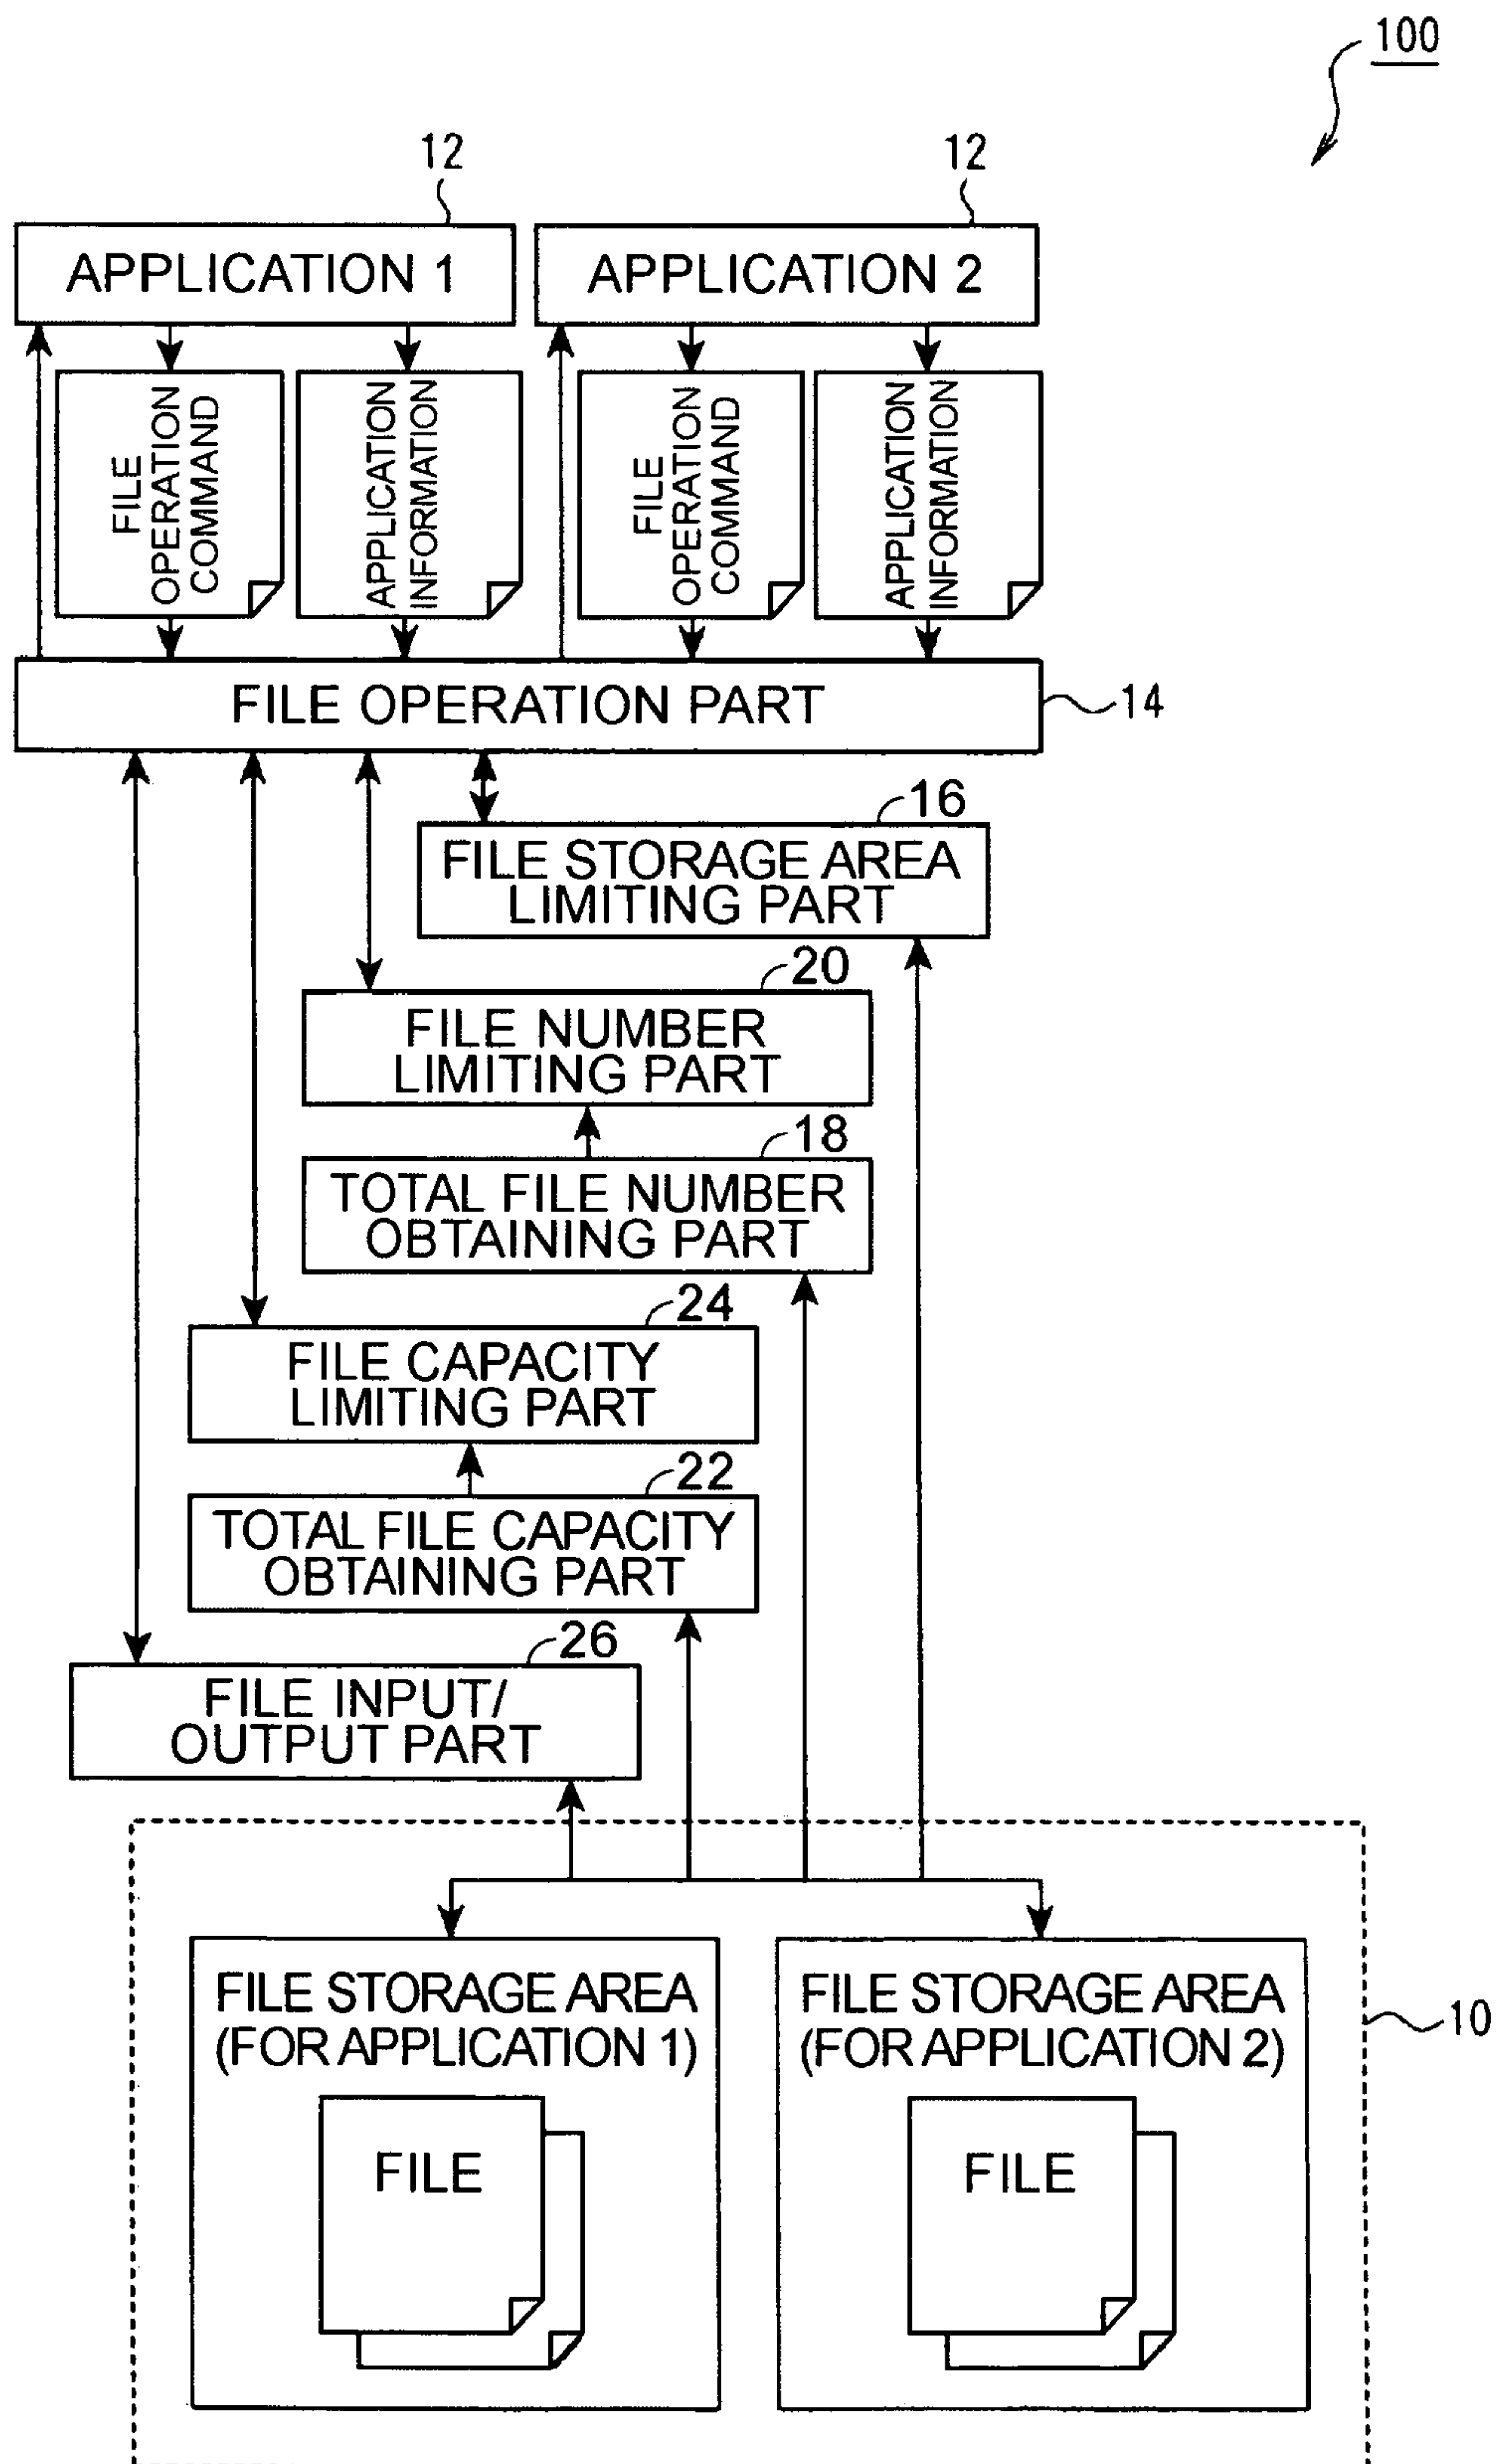 100
12
12
APPLICATION 1
APPLICATION 2
FILE
OPERATION
COMMAND
APPLICATION
INFORMATION
FILE
OPERATION
COMMAND
APPLICATION
INFORMATION
FILE OPERATION PART
14
16
FILE STORAGE AREA
LIMITING PART
20
FILE NUMBER
LIMITING PART
18
TOTAL FILE NUMBER
OBTAINING PART
24
FILE CAPACITY
LIMITING PART
22
TOTAL FILE CAPACITY
OBTAINING PART
26
FILE INPUT/
OUTPUT PART
FILE STORAGE AREA
(FOR APPLICATION 1)
FILE
FILE STORAGE AREA
(FOR APPLICATION 2)
FILE
10